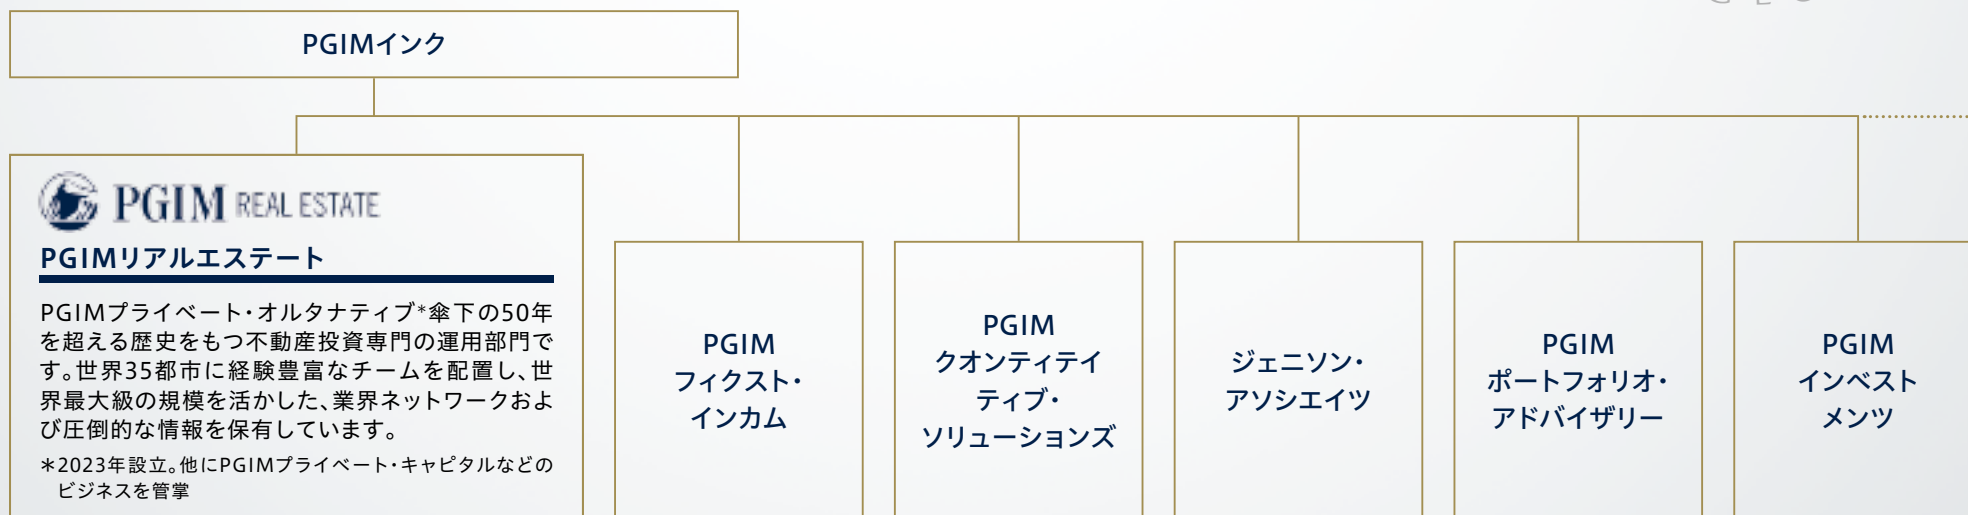 PGIMインク
PGIM REAL ESTATE
PGIMリアルエステート
PGIMプライベート・オルタナティブ*傘下の50年
を超える歴史をもつ不動産投資専門の運用部門で
す。世界35都市に経験豊富なチームを配置し、世
界最大級の規模を活かした、業界ネットワークおよ
び圧倒的な情報を保有しています。
＊2023年設立。他にPGIMプライベート・キャピタルなどの
ビジネスを管掌
PGIM
フィクスト・
インカム
PGIM
クオンティテイ
ティブ・
ソリューションズ
ジェニソン・
アソシエイツ
PGIM
ポートフォリオ・
アドバイザリー
PGIM
インベスト
メンツ